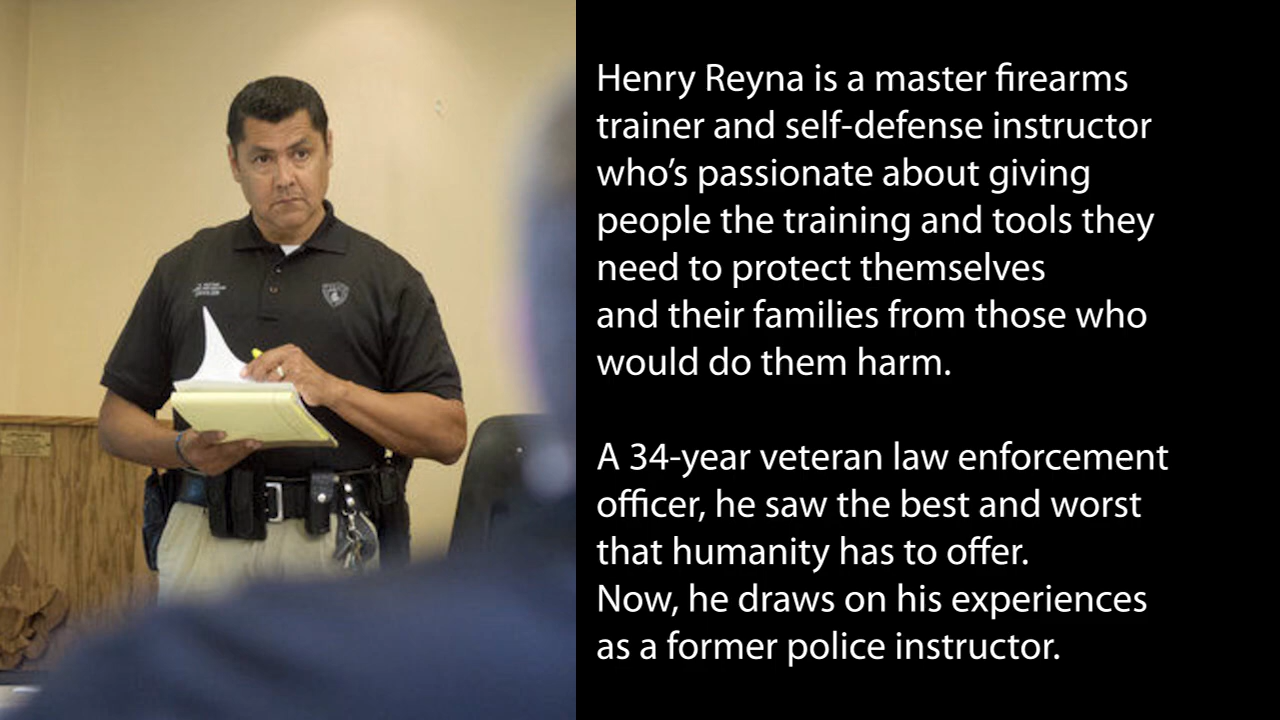 Henry Reyna is a master firearms
trainer and self-defense instructor
who’s passionate about giving
people the training and tools they
need to protect themselves
and their families from those who
would do them harm.
A 34-year veteran law enforcement
officer, he saw the best and worst
that humanity has to offer.
Now, he draws on his experiences
as a former police instructor.